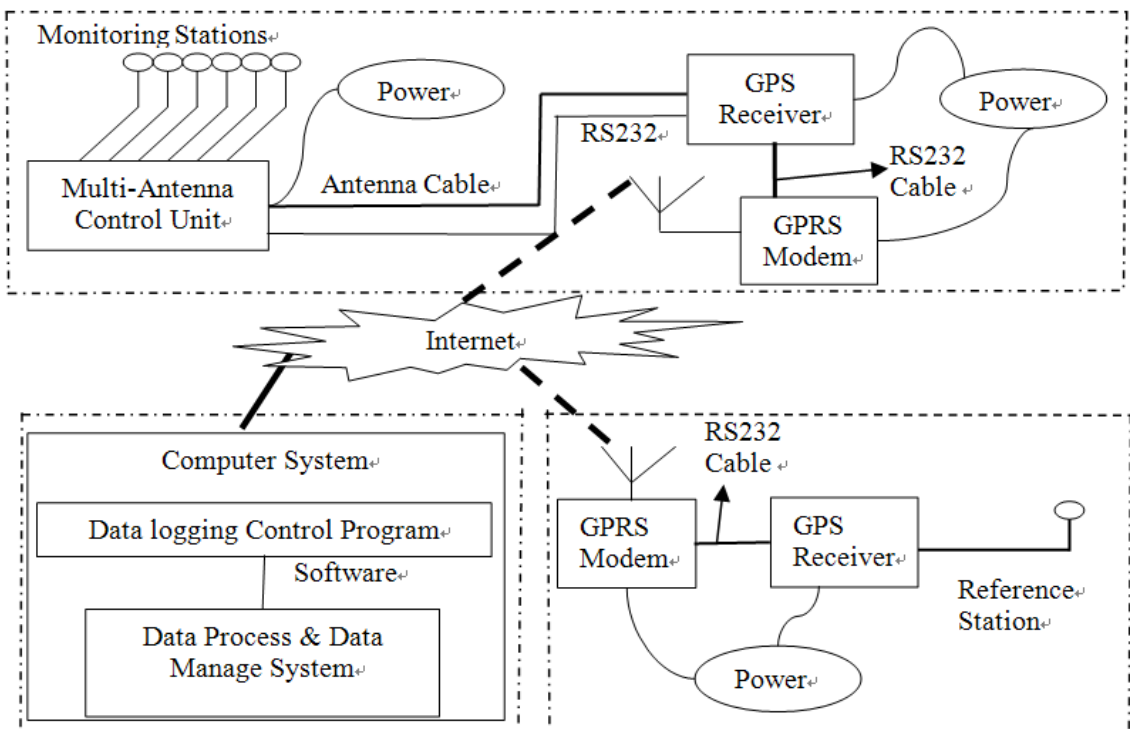 Monitoring Stations
Power
GPS
Receiver
Power
RS232
RS232
Cable
Multi-Antenna
Control Unit
Antenna Cable
GPRS
Modem
Internet
Computer System
Data logging Control Program
Software
Data Process & Data
Manage System
RS232
Cable
GPRS
Modem
GPS
Receiver
Reference
Station
Power